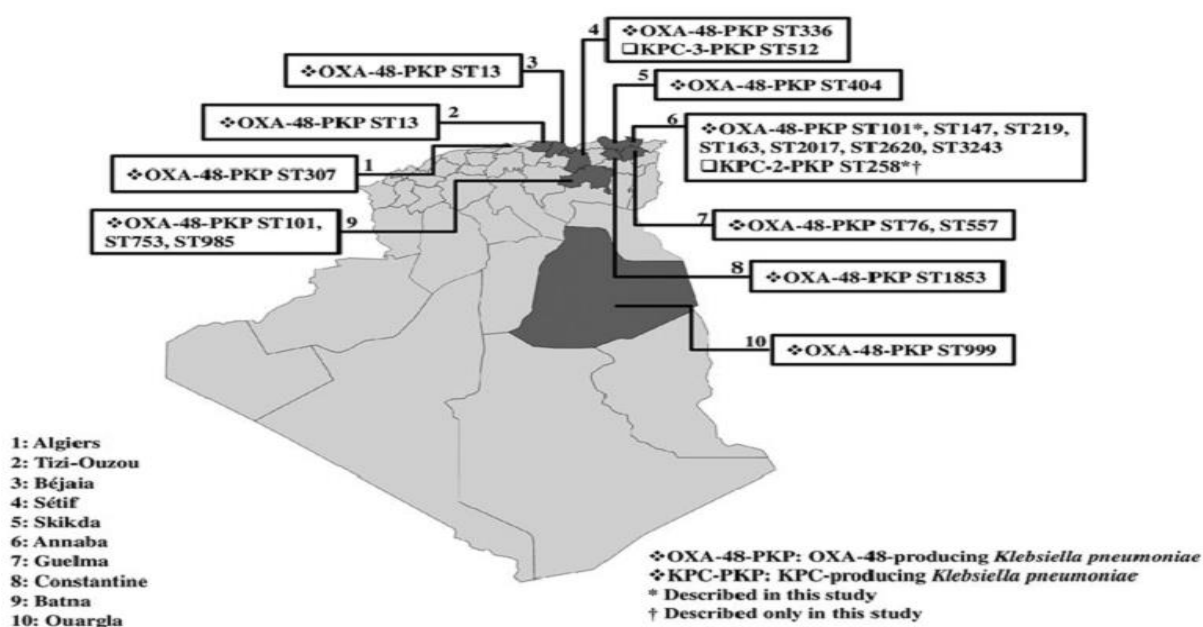 4
❖OXA-48-PKP ST336
❑KPC-3-PKP ST512
3
❖OXA-48-PKP ST13
5
❖OXA-48-PKP ST404
2
❖OXA-48-PKP ST13
6
❖OXA-48-PKP ST101*, ST147, ST219,
ST163, ST2017, ST2620, ST3243
❑KPC-2-PKP ST258*†
1
❖OXA-48-PKP ST307
9
❖OXA-48-PKP ST101,
ST753, ST985
7
❖OXA-48-PKP ST76, ST557
8
❖OXA-48-PKP ST1853
10
❖OXA-48-PKP ST999
1: Algiers
2: Tizi-Ouzou
3: Béjaia
4: Sétif
5: Skikda
6: Annaba
7: Guelma
8: Constantine
9: Batna
10: Ouargla
❖OXA-48-PKP: OXA-48-producing Klebsiella pneumoniae
❖KPC-PKP: KPC-producing Klebsiella pneumoniae
* Described in this study
† Described only in this study